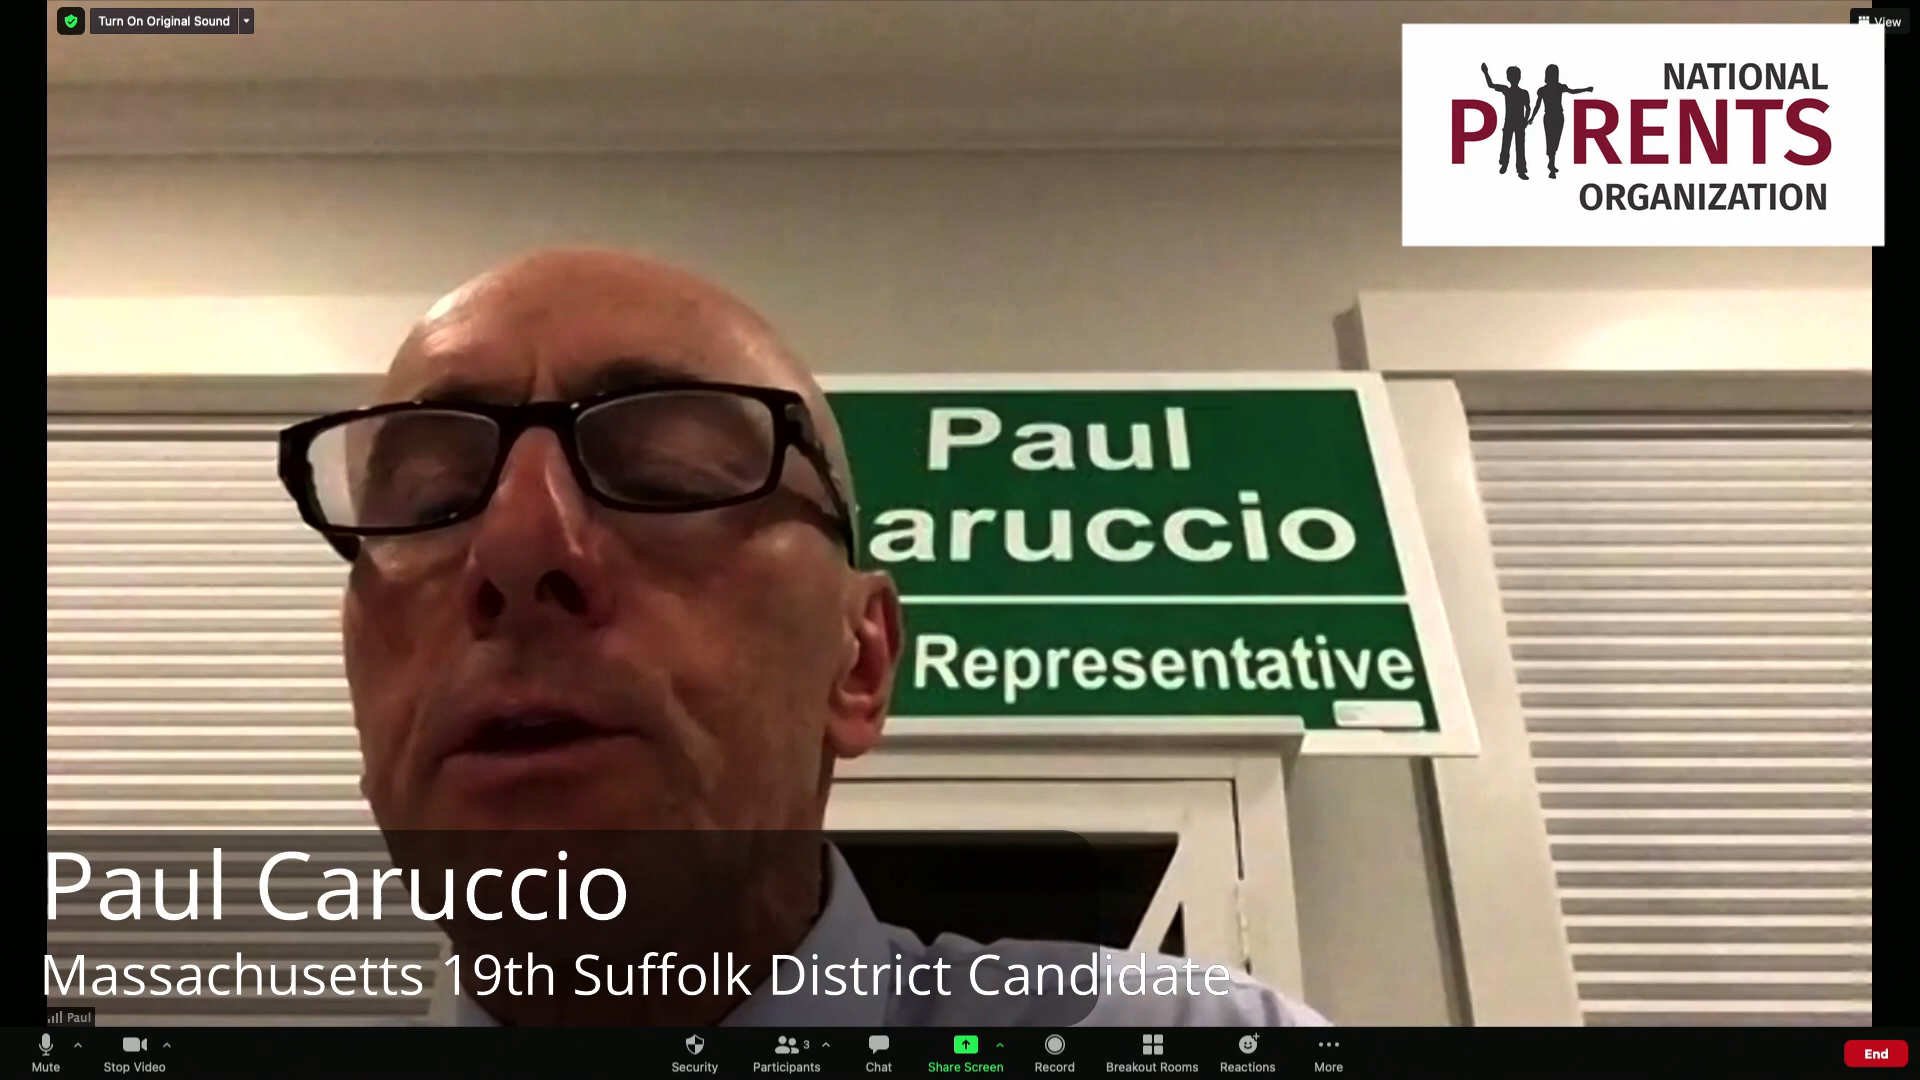 Turn On Original Sound
View
NATIONAL
PARENTS
ORGANIZATION
Paul
aruccio
Representative
Paul Caruccio
Massachusetts 19th Suffolk District Candidate
Paul
Mute
Stop Video
Security
3
Participants
Chat
Share Screen
Record
Breakout Rooms
Reactions
More
End